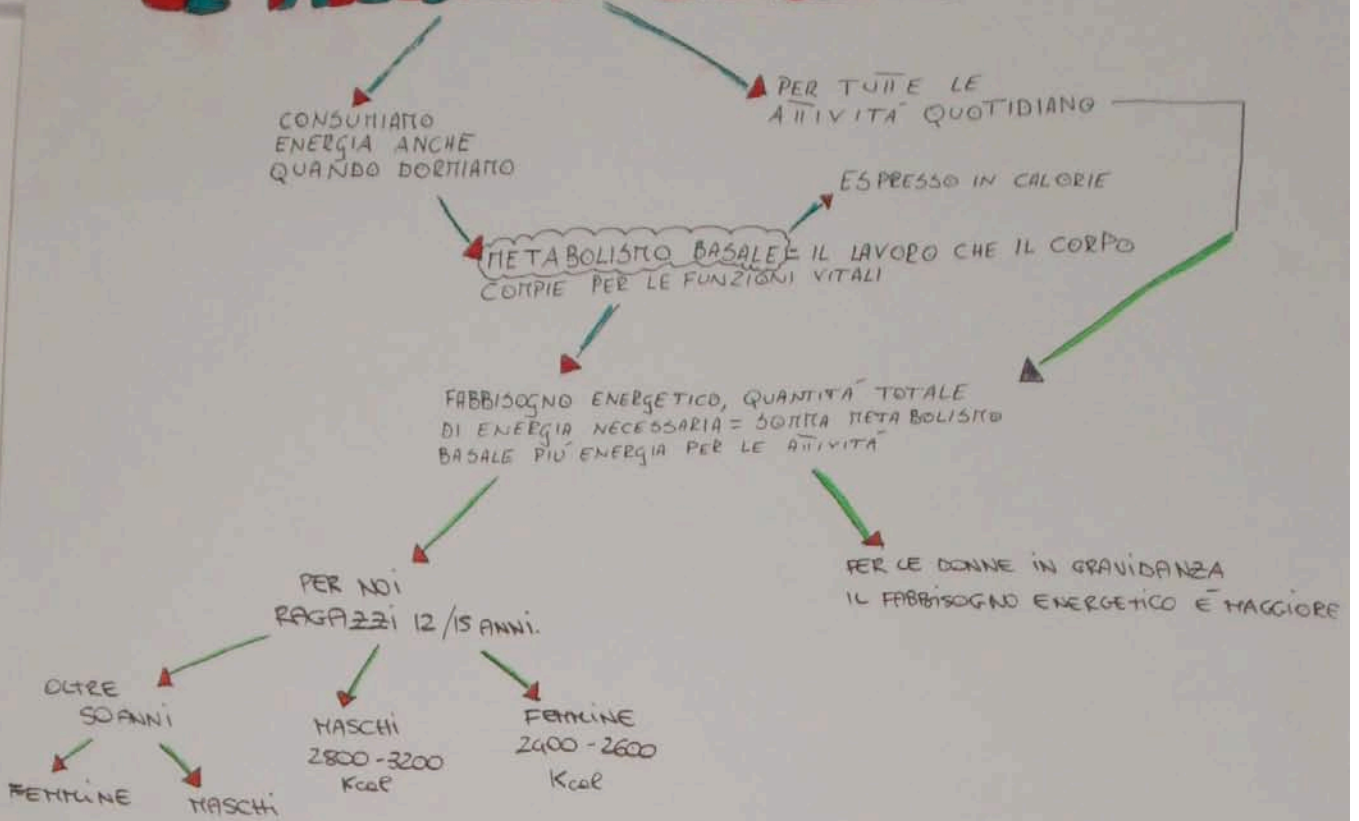 CONSUMIAMO
ENERGIA ANCHE
QUANDO DORMIAMO
PER TUTTE LE
ATTIVITÀ QUOTIDIANO
ESPRESSO IN CALORIE
METABOLISMO BASALE = IL LAVORO CHE IL CORPO
COMPIE PER LE FUNZIONI VITALI
FABBISOGNO ENERGETICO, QUANTITÀ TOTALE
DI ENERGIA NECESSARIA = SOMMA METABOLISMO
BASALE PIÙ ENERGIA PER LE ATTIVITÀ
PER NOI
RAGAZZI 12/15 ANNI.
PER LE DONNE IN GRAVIDANZA
IL FABBISOGNO ENERGETICO È MAGGIORE
OLTRE
50 ANNI
MASCHI
2800-3200
Kcal
FEMMINE
2400-2600
Kcal
FEMMINE
MASCHI